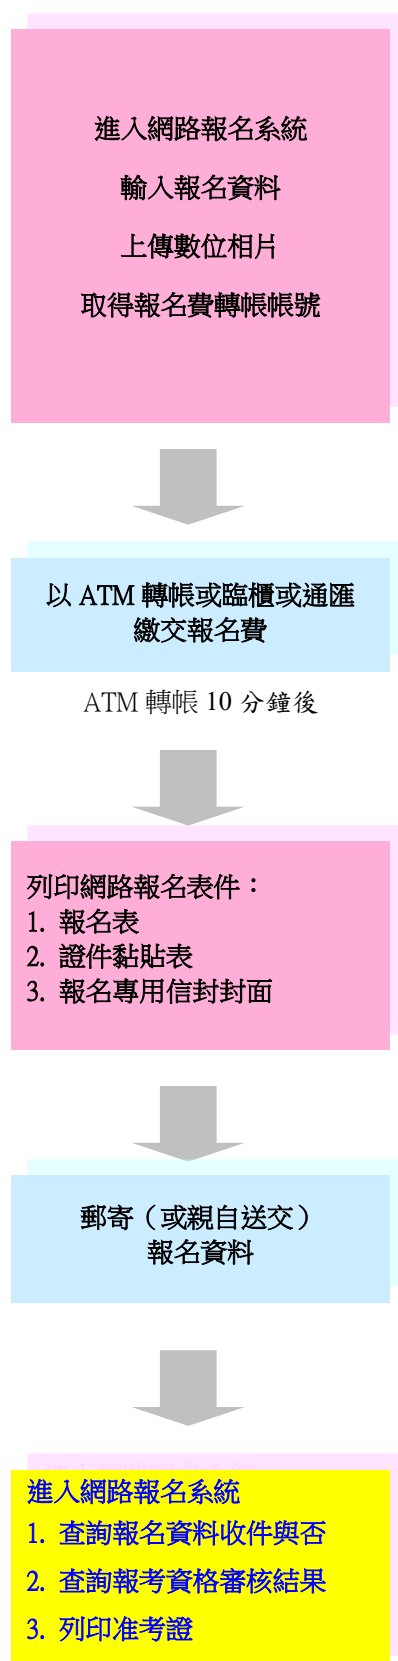 進入網路報名系統
輸入報名資料
上傳數位相片
取得報名費轉帳帳號
以 ATM 轉帳或臨櫃或通匯
繳交報名費
ATM 轉帳 10 分鐘後
列印網路報名表件：
1. 報名表
2. 證件黏貼表
3. 報名專用信封封面
郵寄（或親自送交）
報名資料
進入網路報名系統
1. 查詢報名資料收件與否
2. 查詢報考資格審核結果
3. 列印准考證